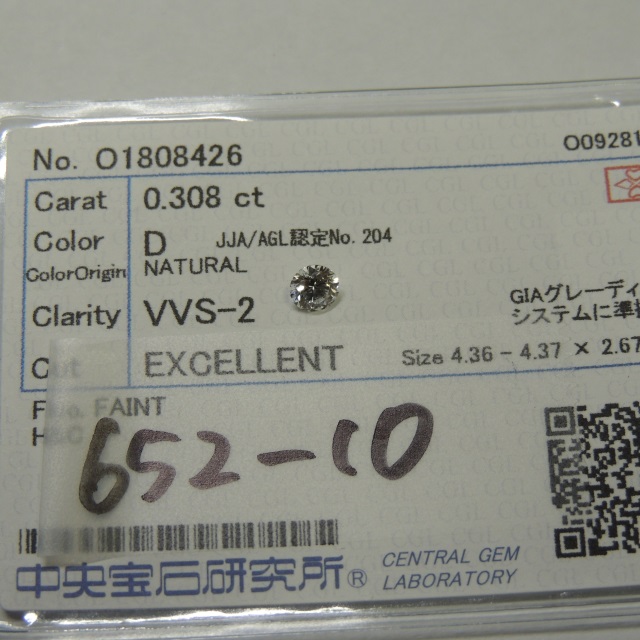 No. O1808426 O09281
Carat 0.308 ct
Color D JJA/AGL認定No. 204
ColorOrigin NATURAL
Clarity VVS-2 GIAグレーディ
システムに準
Cut EXCELLENT Size 4.36 - 4.37 × 2.67
Flu. FAINT
H&C
652-10
中央宝石研究所® CENTRAL GEM
LABORATORY